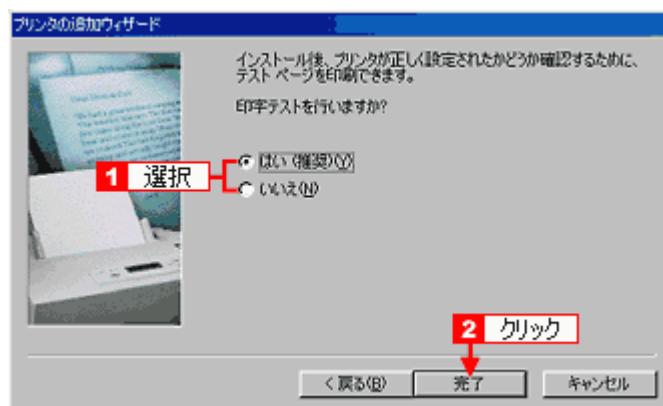 プリンタの追加ウィザード
インストール後、プリンタが正しく設定されたかどうか確認するために、
テスト ページを印刷できます。
印字テストを行いますか?
1 選択
はい (推奨)(Y)
いいえ(N)
2 クリック
< 戻る(B)
完了
キャンセル